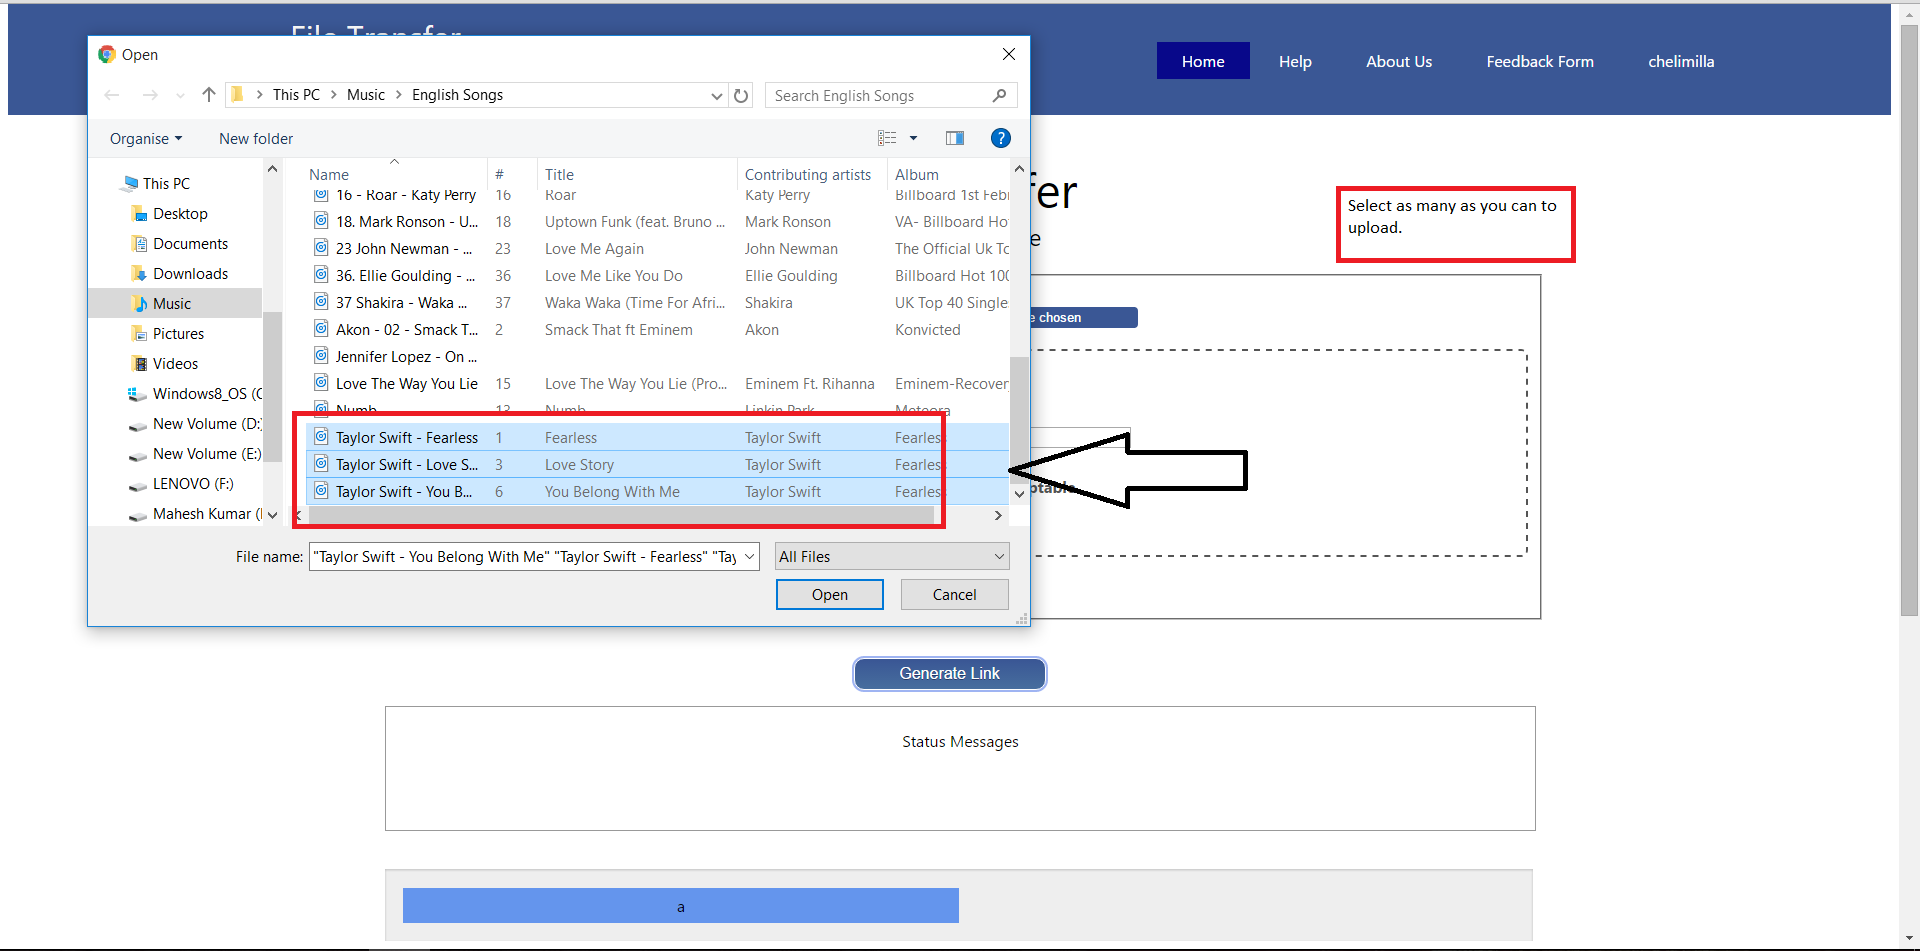 File Transfer
Home Help About Us Feedback Form chelimilla
Open
This PC > Music > English Songs
Search English Songs
Organise New folder
This PC
Desktop
Documents
Downloads
Music
Pictures
Videos
Windows8_OS (C
New Volume (D:)
New Volume (E:)
LENOVO (F:)
Mahesh Kumar (
Name # Title Contributing artists Album
16 - Roar - Katy Perry 16 Roar Katy Perry Billboard 1st Feb
18. Mark Ronson - U... 18 Uptown Funk (feat. Bruno ... Mark Ronson VA- Billboard Ho
23 John Newman - ... 23 Love Me Again John Newman The Official Uk To
36. Ellie Goulding - ... 36 Love Me Like You Do Ellie Goulding Billboard Hot 100
37 Shakira - Waka ... 37 Waka Waka (Time For Afri... Shakira UK Top 40 Single
Akon - 02 - Smack T... 2 Smack That ft Eminem Akon Konvicted
Jennifer Lopez - On ...
Love The Way You Lie 15 Love The Way You Lie (Pro... Eminem Ft. Rihanna Eminem-Recover
Numb 13 Numb Linkin Park Meteora
Taylor Swift - Fearless 1 Fearless Taylor Swift Fearless
Taylor Swift - Love S... 3 Love Story Taylor Swift Fearless
Taylor Swift - You B... 6 You Belong With Me Taylor Swift Fearless
File name: "Taylor Swift - You Belong With Me" "Taylor Swift - Fearless" "Tay
All Files
Open Cancel
fer
e
Select as many as you can to
upload.
e chosen
ptable
Generate Link
Status Messages
a